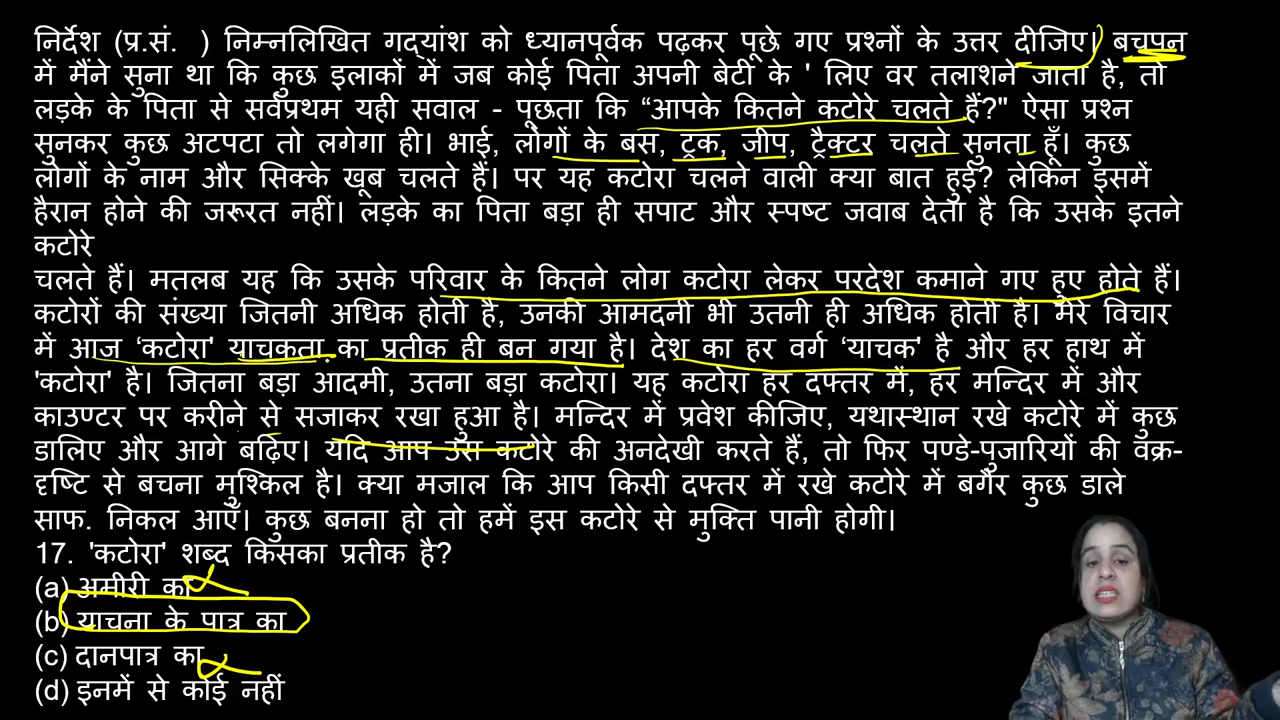 निर्देश (प्र.सं.  ) निम्नलिखित गद्यांश को ध्यानपूर्वक पढ़कर पूछे गए प्रश्नों के उत्तर दीजिए। बचपन
में मैंने सुना था कि कुछ इलाकों में जब कोई पिता अपनी बेटी के ' लिए वर तलाशने जाता है, तो
लड़के के पिता से सर्वप्रथम यही सवाल - पूछता कि “आपके कितने कटोरे चलते हैं?" ऐसा प्रश्न
सुनकर कुछ अटपटा तो लगेगा ही। भाई, लोगों के बस, ट्रक, जीप, ट्रैक्टर चलते सुनता हूँ। कुछ
लोगों के नाम और सिक्के खूब चलते हैं। पर यह कटोरा चलने वाली क्या बात हुई? लेकिन इसमें
हैरान होने की जरूरत नहीं। लड़के का पिता बड़ा ही सपाट और स्पष्ट जवाब देता है कि उसके इतने
कटोरे
चलते हैं। मतलब यह कि उसके परिवार के कितने लोग कटोरा लेकर परदेश कमाने गए हुए होते हैं।
कटोरों की संख्या जितनी अधिक होती है, उनकी आमदनी भी उतनी ही अधिक होती है। मेरे विचार
में आज ‘कटोरा' याचकता का प्रतीक ही बन गया है। देश का हर वर्ग ‘याचक' है और हर हाथ में
'कटोरा' है। जितना बड़ा आदमी, उतना बड़ा कटोरा। यह कटोरा हर दफ्तर में, हर मन्दिर में और
काउण्टर पर करीने से सजाकर रखा हुआ है। मन्दिर में प्रवेश कीजिए, यथास्थान रखे कटोरे में कुछ
डालिए और आगे बढ़िए। यदि आप उस कटोरे की अनदेखी करते हैं, तो फिर पण्डे-पुजारियों की वक्र-
दृष्टि से बचना मुश्किल है। क्या मजाल कि आप किसी दफ्तर में रखे कटोरे में बगैर कुछ डाले
साफ. निकल आएँ। कुछ बनना हो तो हमें इस कटोरे से मुक्ति पानी होगी।
17. 'कटोरा' शब्द किसका प्रतीक है?
(a) अमीरी का
(b) याचना के पात्र का
(c) दानपात्र का
(d) इनमें से कोई नहीं